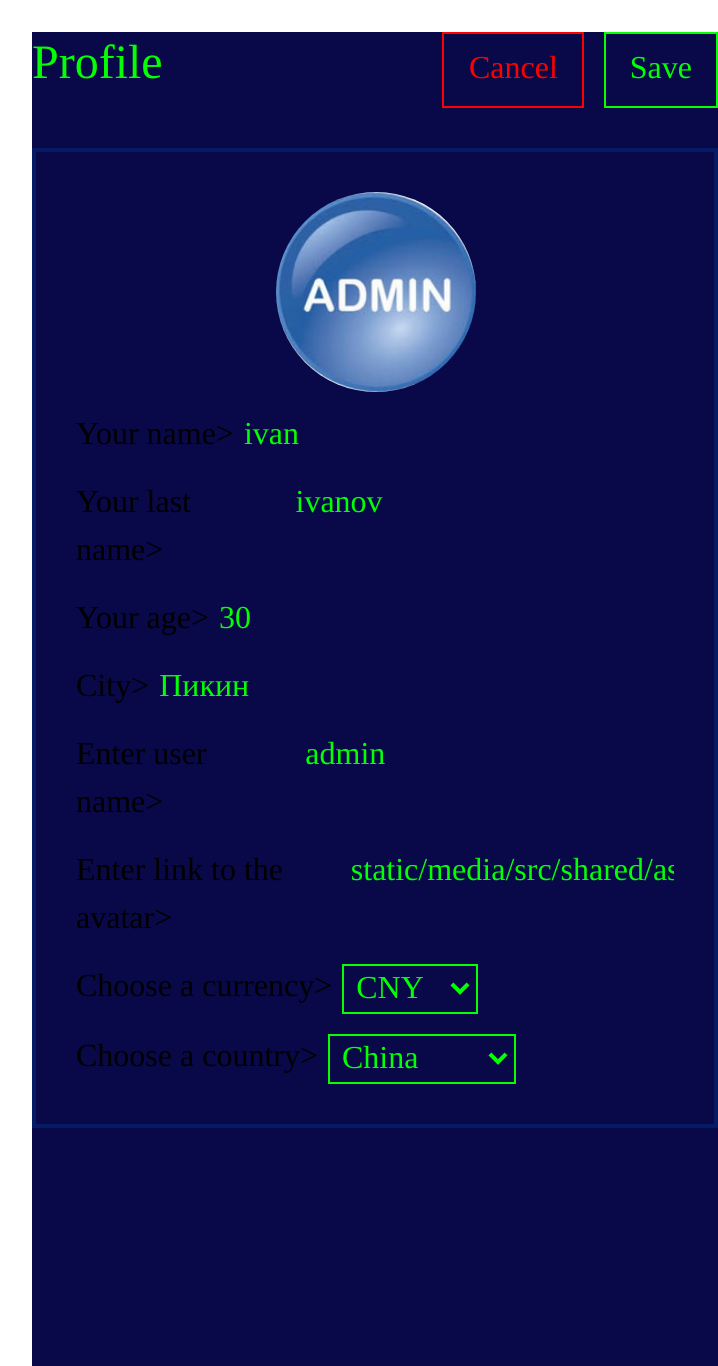 Profile
Cancel
Save
ADMIN
Your name> ivan
Your last ivanov
name>
Your age> 30
City> Пикин
Enter user admin
name>
Enter link to the static/media/src/shared/as
avatar>
Choose a currency> CNY
Choose a country> China